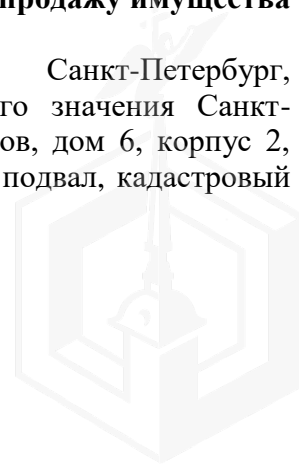 продажу имущества
Санкт-Петербург,
го значения Санкт-
ов, дом 6, корпус 2,
подвал, кадастровый